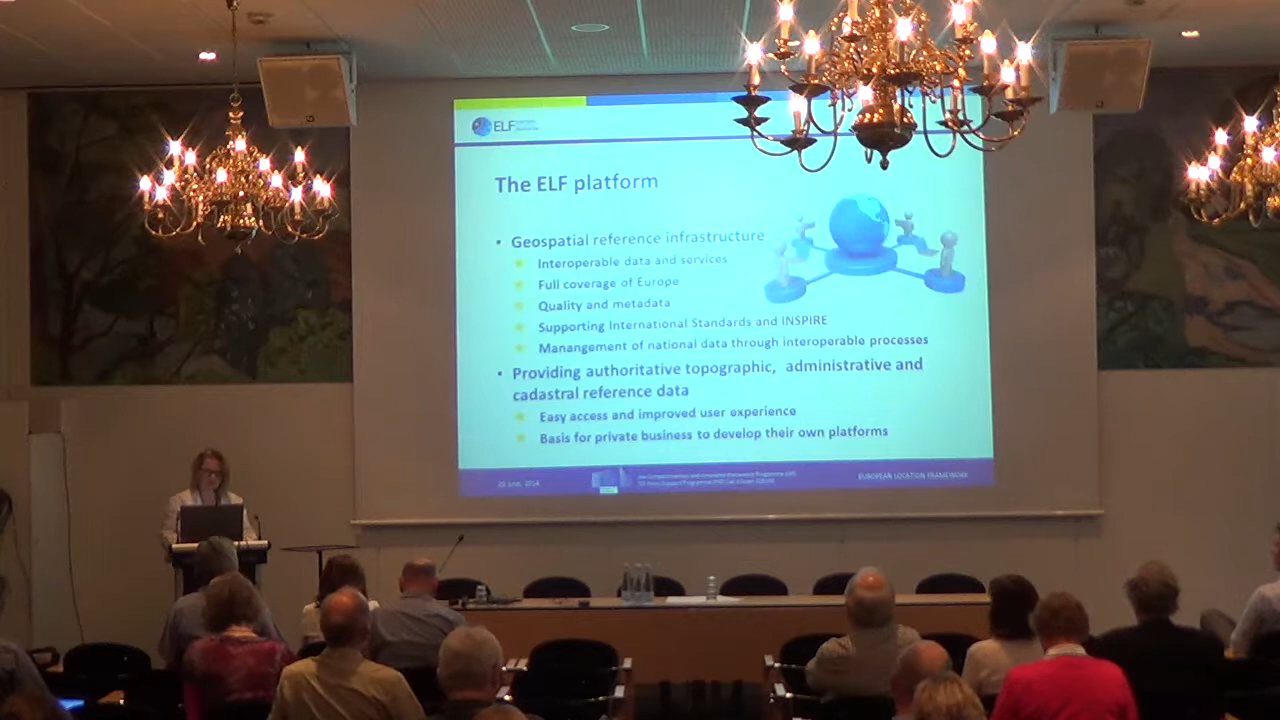 ELF
The ELF platform
• Geospatial reference infrastructure
Interoperable data and services
Full coverage of Europe
Quality and metadata
Supporting International Standards and INSPIRE
Manangement of national data through interoperable processes
• Providing authoritative topographic, administrative and
cadastral reference data
Easy access and improved user experience
Basis for private business to develop their own platforms
EUROPEAN LOCATION FRAMEWORK